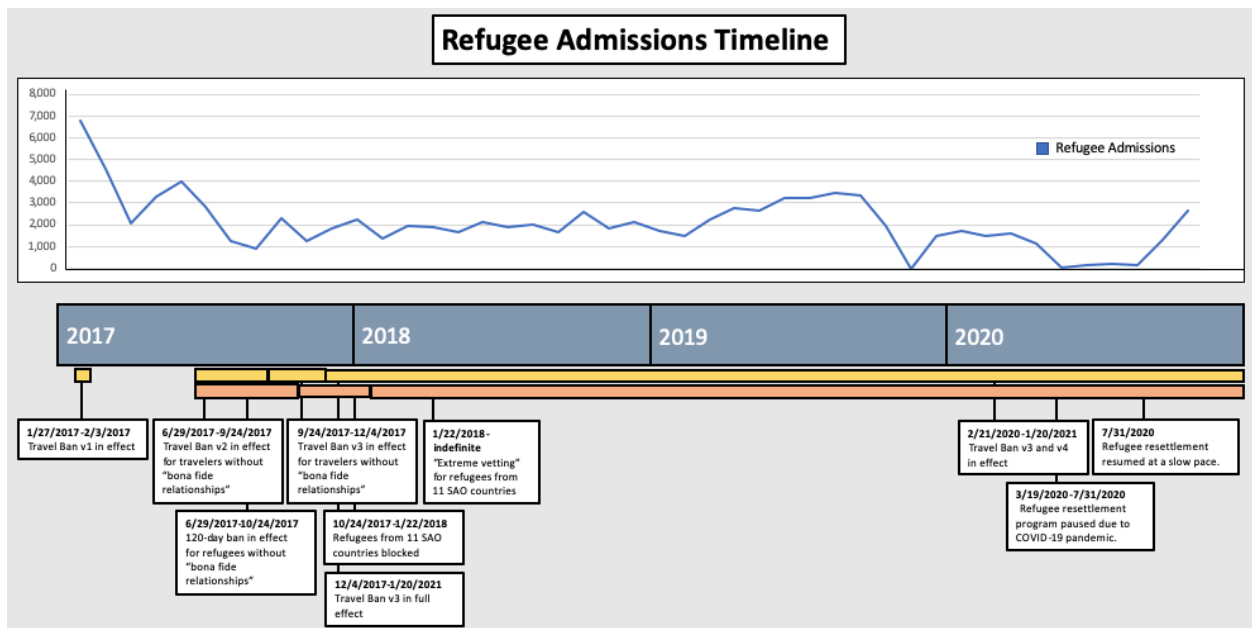 Refugee Admissions Timeline
8,000
7,000
6,000
5,000
4,000
3,000
2,000
1,000
0
Refugee Admissions
2017
2018
2019
2020
1/27/2017-2/3/2017
Travel Ban v1 in effect
6/29/2017-9/24/2017
Travel Ban v2 in effect
for travelers without
"bona fide
relationships"
9/24/2017-12/4/2017
Travel Ban v3 in effect
for travelers without
"bona fide
relationships"
1/22/2018-
indefinite
"Extreme vetting"
for refugees from
11 SAO countries
2/21/2020-1/20/2021
Travel Ban v3 and v4
in effect
7/31/2020
Refugee resettlement
resumed at a slow pace.
6/29/2017-10/24/2017
120-day ban in effect
for refugees without
"bona fide
relationships"
10/24/2017-1/22/2018
Refugees from 11 SAO
countries blocked
3/19/2020-7/31/2020
Refugee resettlement
program paused due to
COVID-19 pandemic.
12/4/2017-1/20/2021
Travel Ban v3 in full
effect